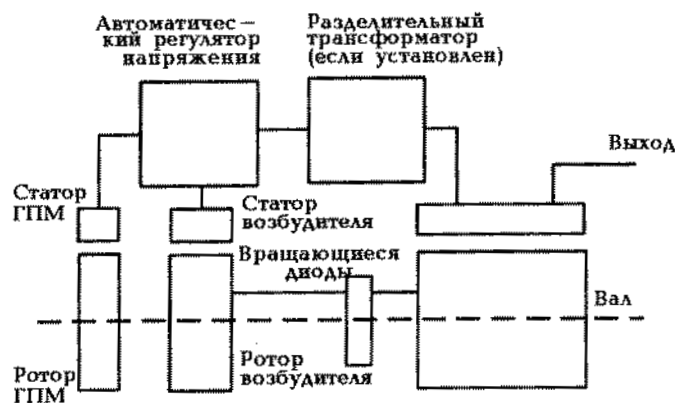 Автоматичес-
кий регулятор
напряжения
Разделительный
трансформатор
(если установлен)
Выход
Статор
ГПМ
Статор
возбудителя
Вращающиеся
диоды
Вал
Ротор
ГПМ
Ротор
возбудителя